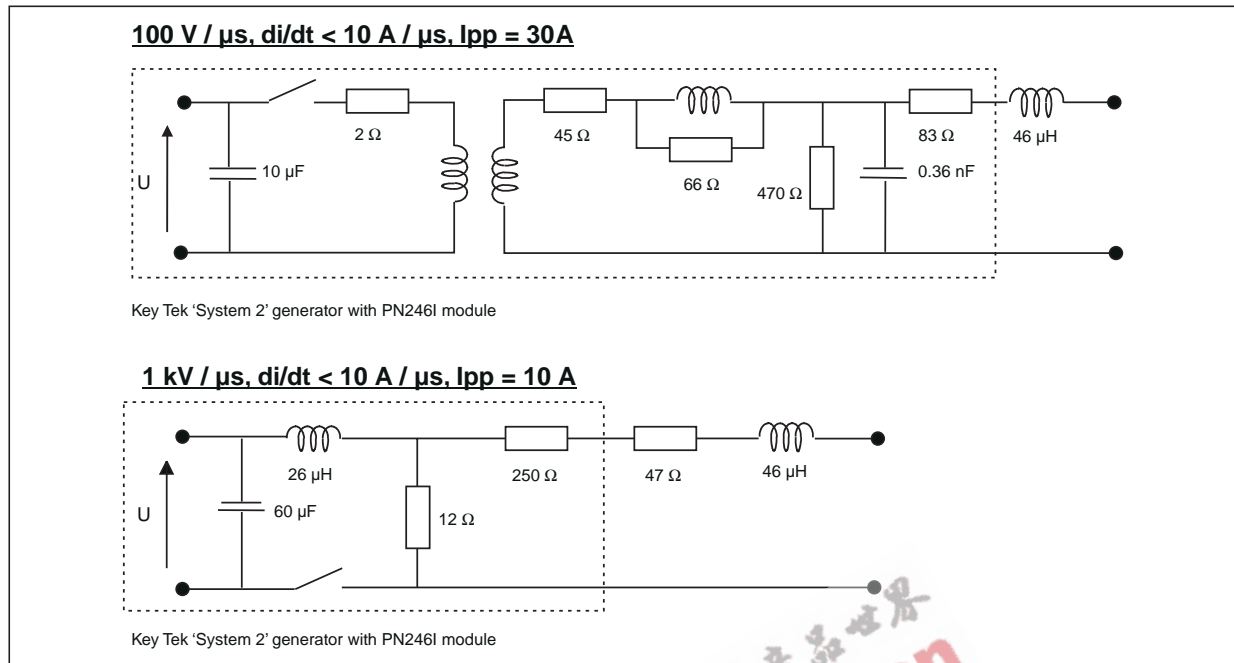 100 V / µs, di/dt < 10 A / µs, Ipp = 30A
2 Ω
45 Ω
83 Ω
46 µH
U
10 µF
66 Ω
470 Ω
0.36 nF
Key Tek ‘System 2’ generator with PN246I module
1 kV / µs, di/dt < 10 A / µs, Ipp = 10 A
26 µH
250 Ω
47 Ω
46 µH
U
60 µF
12 Ω
Key Tek ‘System 2’ generator with PN246I module